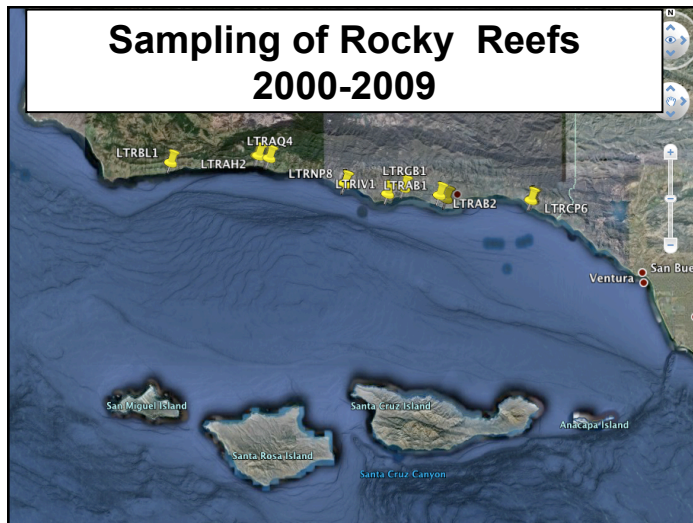 Sampling of Rocky Reefs
2000-2009
N
LTRBL1
LTRAQ4
LTRAH2
LTRNP8
LTRGB1
LTRIV1
LTRAB1
LTRAB2
LTRCP6
San Bue
Ventura
San Miguel Island
Santa Cruz Island
Anacapa Island
Santa Rosa Island
Santa Cruz Canyon